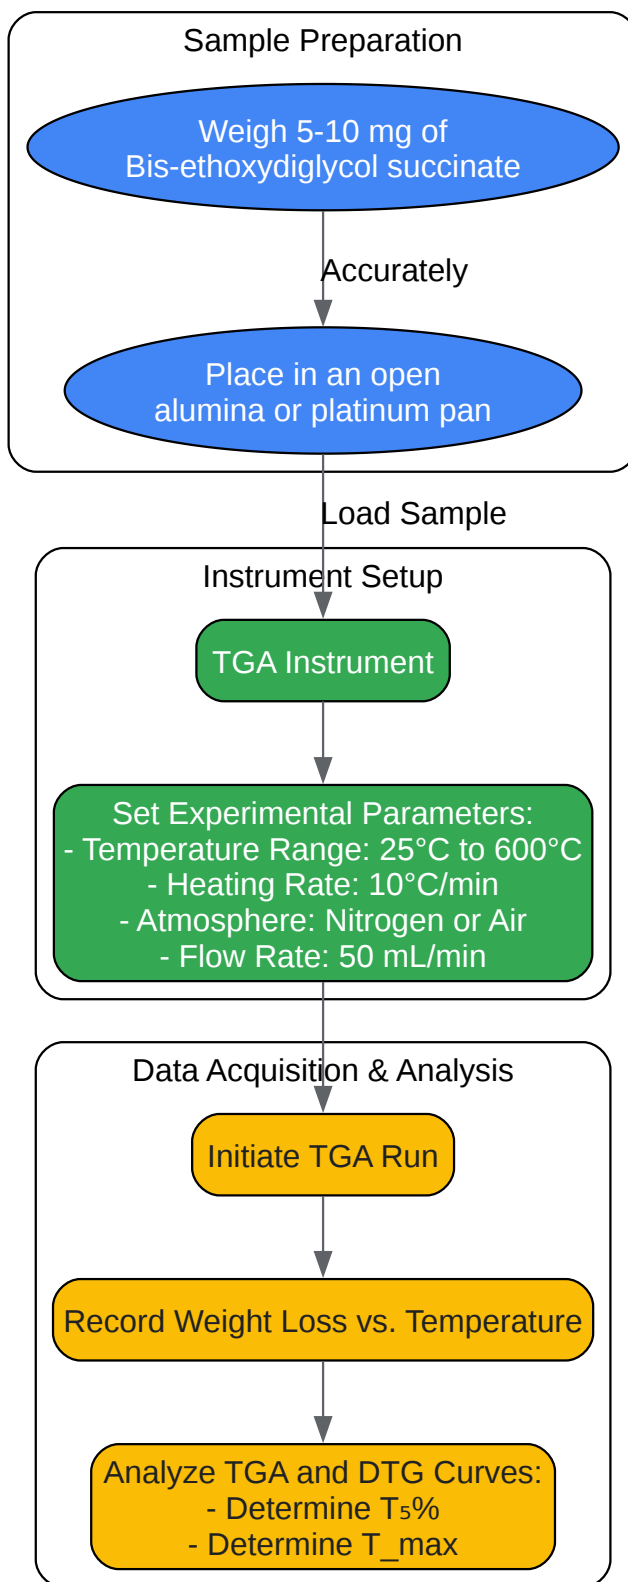 Sample Preparation
Weigh 5-10 mg of
Bis-ethoxydiglycol succinate
Accurately
Place in an open
alumina or platinum pan
Load Sample
Instrument Setup
TGA Instrument
Set Experimental Parameters:
- Temperature Range: 25°C to 600°C
- Heating Rate: 10°C/min
- Atmosphere: Nitrogen or Air
- Flow Rate: 50 mL/min
Data Acquisition & Analysis
Initiate TGA Run
Record Weight Loss vs. Temperature
Analyze TGA and DTG Curves:
- Determine T₅%
- Determine T_max